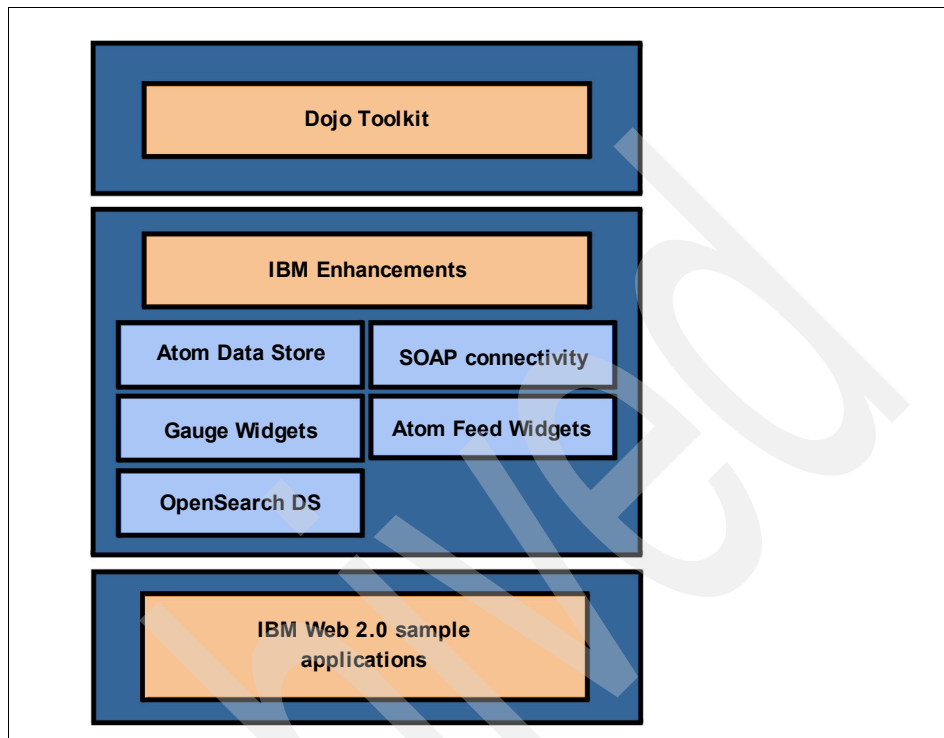 Dojo Toolkit
IBM Enhancements
Atom Data Store
SOAP connectivity
Gauge Widgets
Atom Feed Widgets
OpenSearch DS
IBM Web 2.0 sample
applications
hived